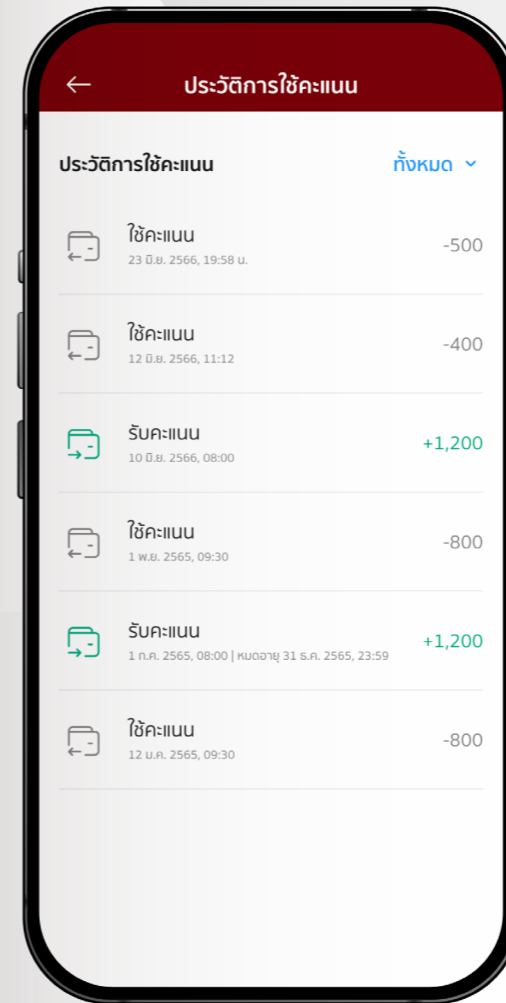 ประวัติการใช้คะแนน
ประวัติการใช้คะแนน ทั้งหมด
ใช้คะแนน -500
23 มิ.ย. 2566, 19:58 น.
ใช้คะแนน -400
12 มิ.ย. 2566, 11:12
รับคะแนน +1,200
10 มิ.ย. 2566, 08:00
ใช้คะแนน -800
1 พ.ย. 2565, 09:30
รับคะแนน +1,200
1 ก.ค. 2565, 08:00 | หมดอายุ 31 ธ.ค. 2565, 23:59
ใช้คะแนน -800
12 ม.ค. 2565, 09:30